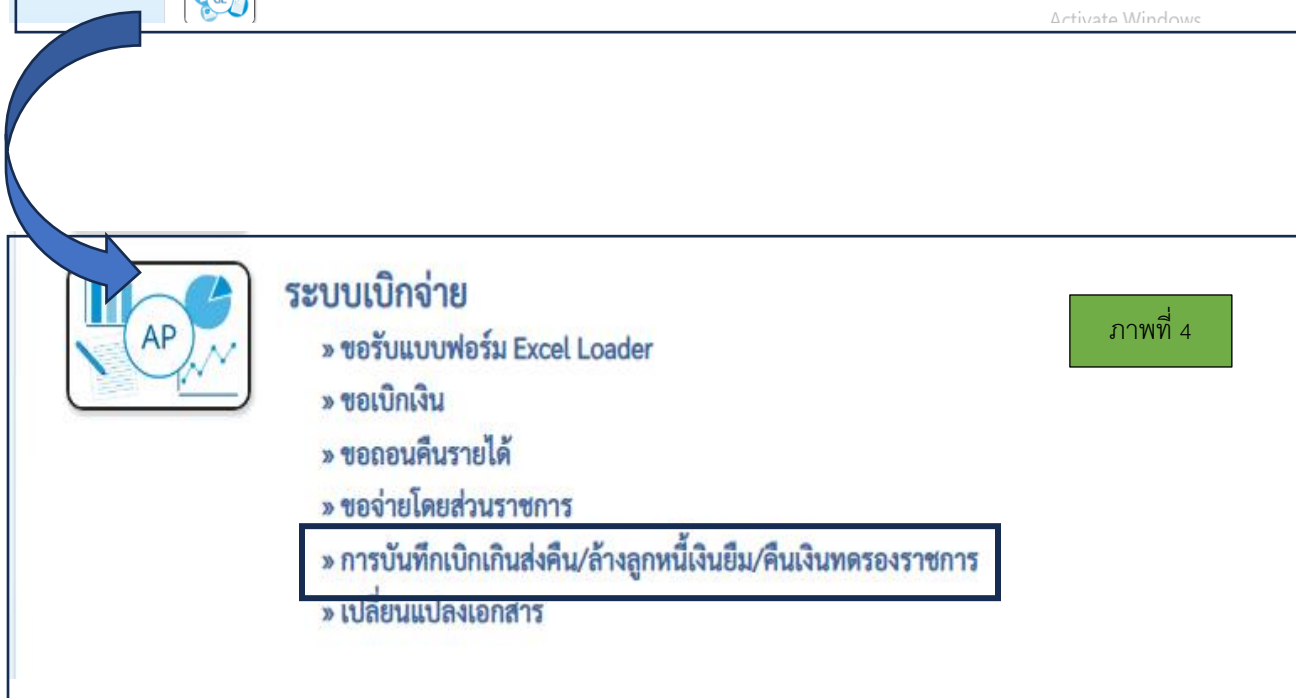 Activate Windows
AP
ระบบเบิกจ่าย
» ขอรับแบบฟอร์ม Excel Loader
» ขอเบิกเงิน
» ขอถอนคืนรายได้
» ขอจ่ายโดยส่วนราชการ
» การบันทึกเบิกเกินส่งคืน/ล้างลูกหนี้เงินยืม/คืนเงินทดรองราชการ
» เปลี่ยนแปลงเอกสาร
ภาพที่ 4